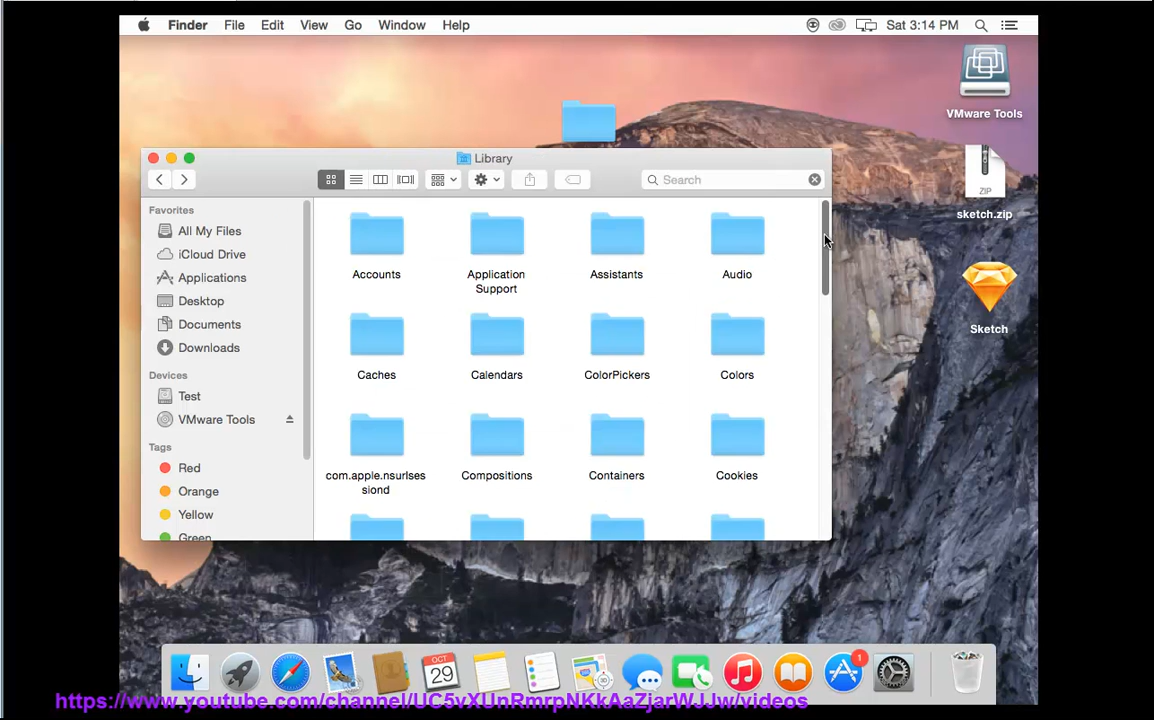 Finder File Edit View Go Window Help Sat 3:14 PM
VMware Tools
ZIP
sketch.zip
Sketch
Library
Search
Favorites
All My Files
iCloud Drive
Applications
Desktop
Documents
Downloads
Devices
Test
VMware Tools
Tags
Red
Orange
Yellow
Green
Accounts
Application
Support
Assistants
Audio
Caches
Calendars
ColorPickers
Colors
com.apple.nsurlses
siond
Compositions
Containers
Cookies
OCT
29
1
https://www.youtube.com/channel/UC5vXUnRmrpNKkAaZjarWJJw/videos